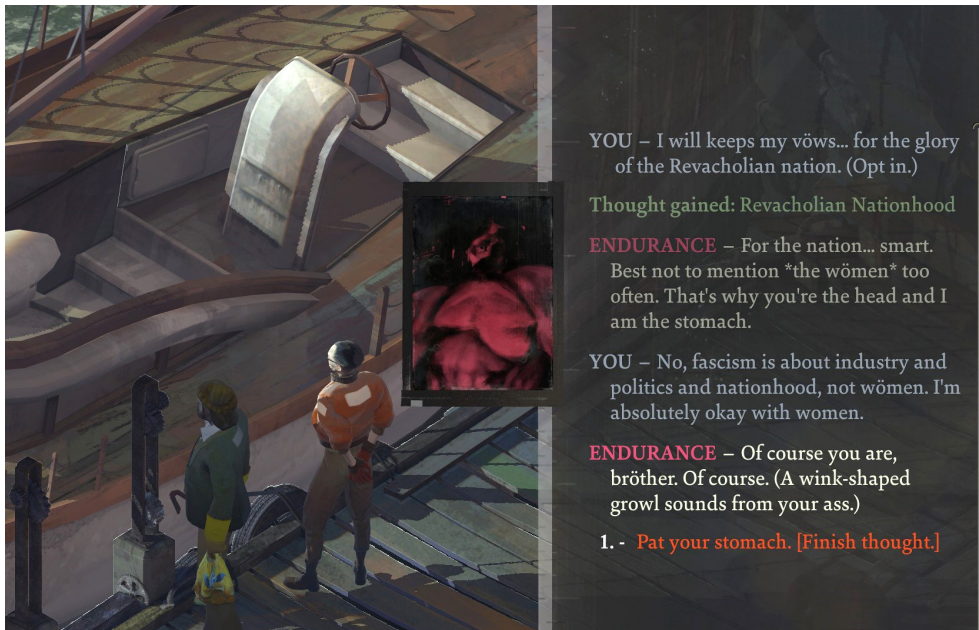 YOU – I will keeps my vöws... for the glory
of the Revacholian nation. (Opt in.)
Thought gained: Revacholian Nationhood
ENDURANCE – For the nation... smart.
Best not to mention *the wömen* too
often. That's why you're the head and I
am the stomach.
YOU – No, fascism is about industry and
politics and nationhood, not wömen. I'm
absolutely okay with women.
ENDURANCE – Of course you are,
bröther. Of course. (A wink-shaped
growl sounds from your ass.)
1. - Pat your stomach. [Finish thought.]